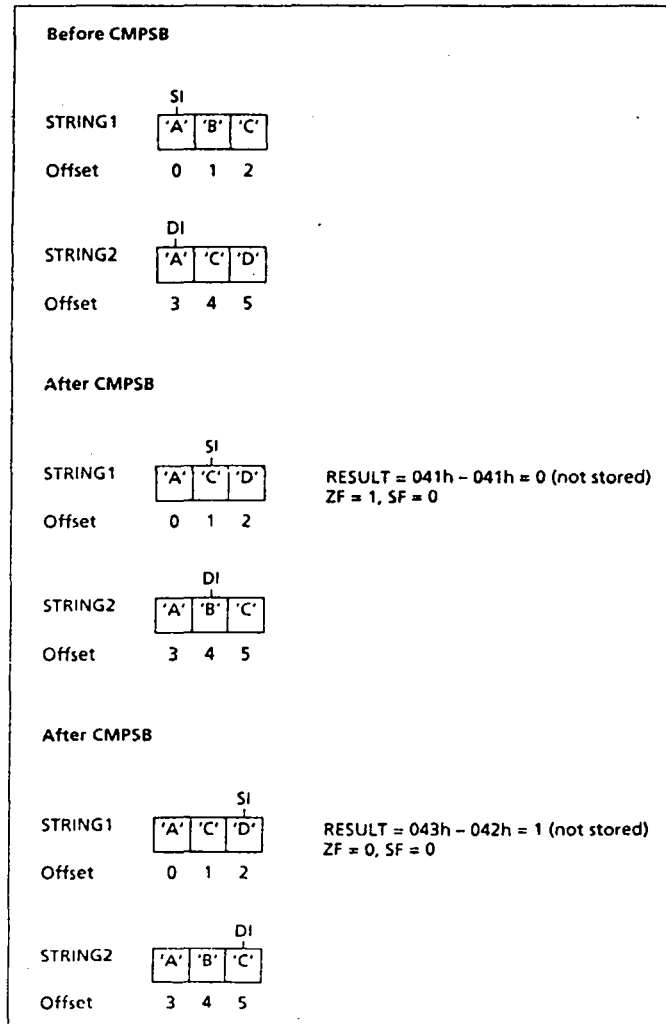 Before CMPSB
SI
STRING1 'A' 'B' 'C'
Offset 0 1 2
DI
STRING2 'A' 'C' 'D'
Offset 3 4 5
After CMPSB
SI
STRING1 'A' 'C' 'D' RESULT = 041h – 041h = 0 (not stored)
ZF = 1, SF = 0
Offset 0 1 2
DI
STRING2 'A' 'B' 'C'
Offset 3 4 5
After CMPSB
SI
STRING1 'A' 'C' 'D' RESULT = 043h – 042h = 1 (not stored)
ZF = 0, SF = 0
Offset 0 1 2
DI
STRING2 'A' 'B' 'C'
Offset 3 4 5